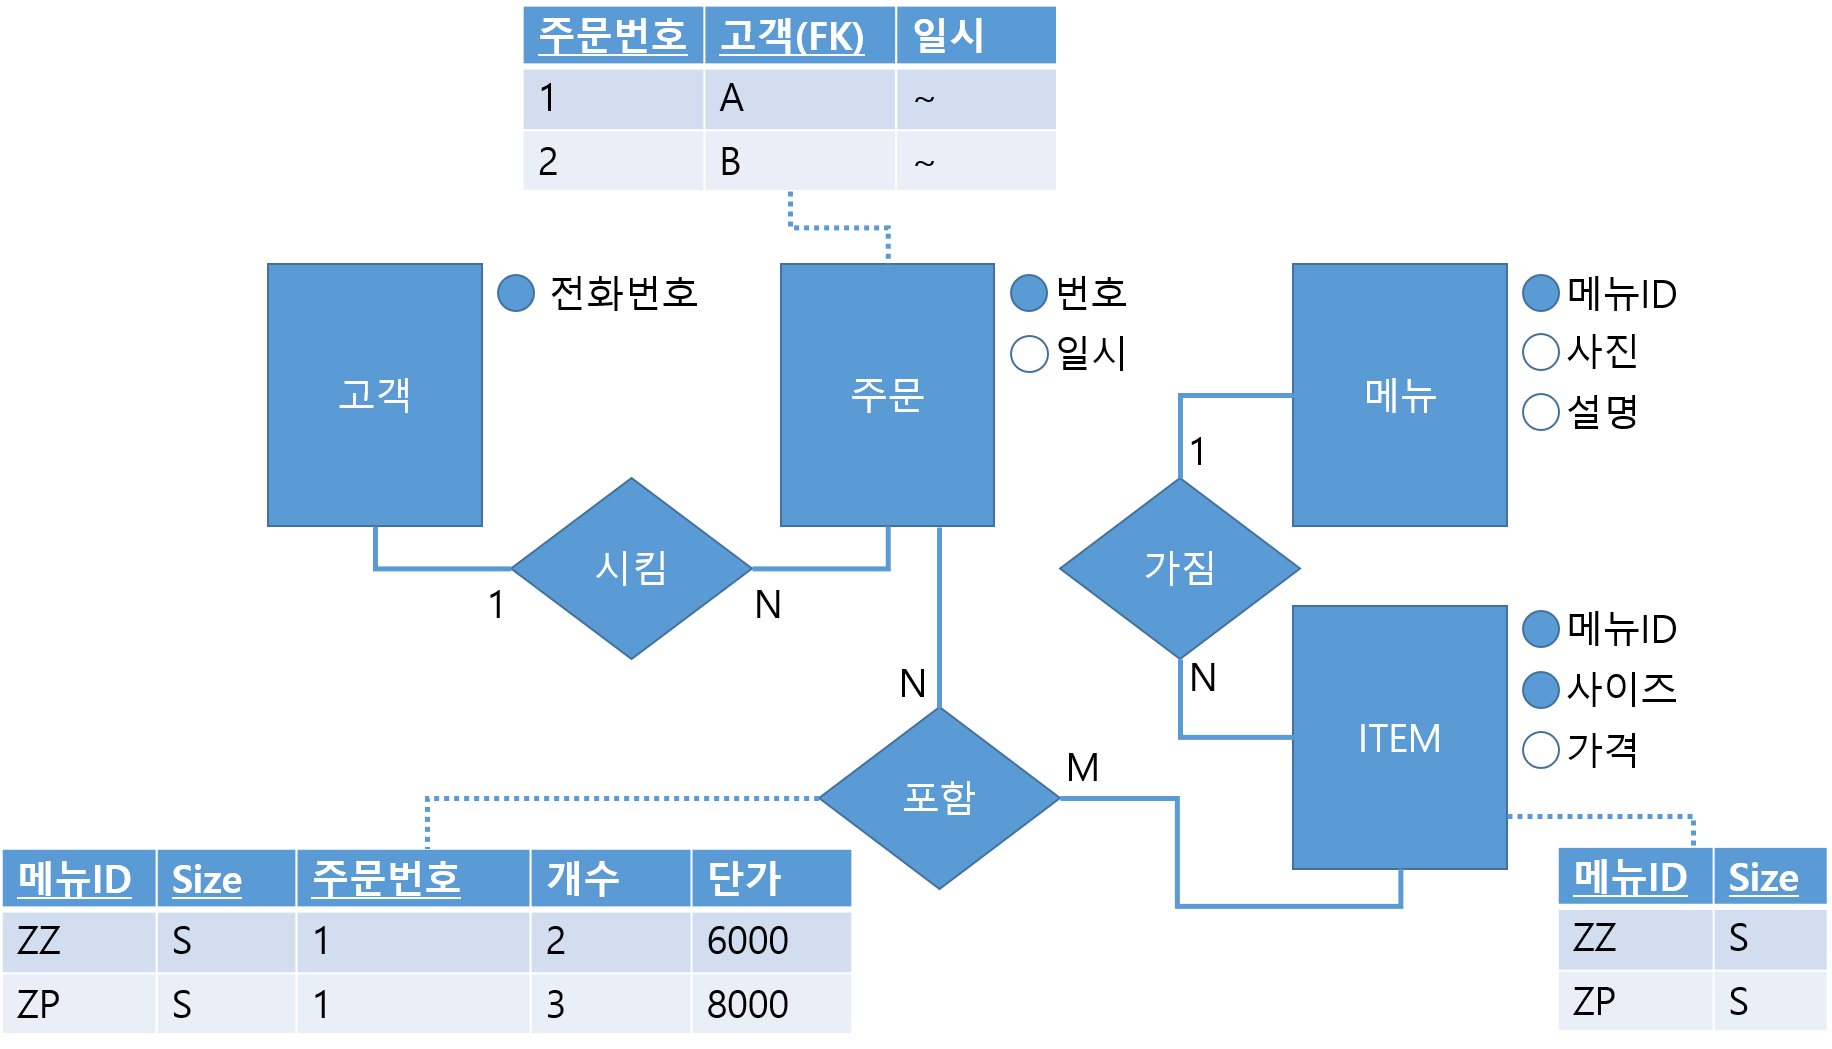 주문번호 고객(FK) 일시
1 A ~
2 B ~
고객
전화번호
주문
번호
일시
메뉴
메뉴ID
사진
설명
시킴
1
N
가짐
1
N
ITEM
메뉴ID
사이즈
가격
포함
N
M
메뉴ID Size 주문번호 개수 단가
ZZ S 1 2 6000
ZP S 1 3 8000
메뉴ID Size
ZZ S
ZP S